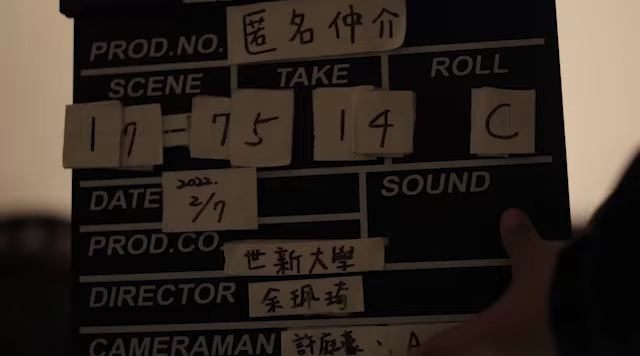 PROD.NO. 匿名仲介
SCENE TAKE ROLL
17-75 14 C
DATE 2022. 2/7 SOUND
PROD.CO. 世新大學
DIRECTOR 余珮琦
CAMERAMAN 許庭豪、A